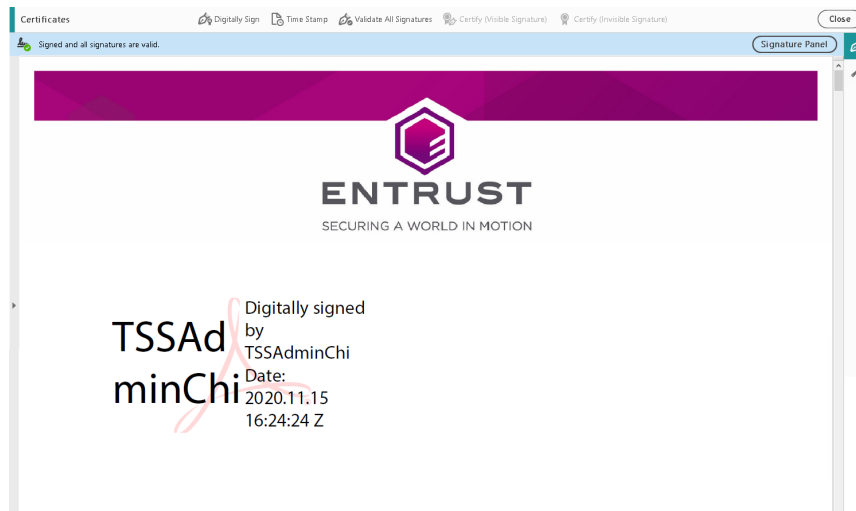 Certificates
Digitally Sign
Time Stamp
Validate All Signatures
Certify (Visible Signature)
Certify (Invisible Signature)
Close
Signed and all signatures are valid.
Signature Panel
ENTRUST
SECURING A WORLD IN MOTION
TSSAd
minChi
Digitally signed
by
TSSAdminChi
Date:
2020.11.15
16:24:24 Z